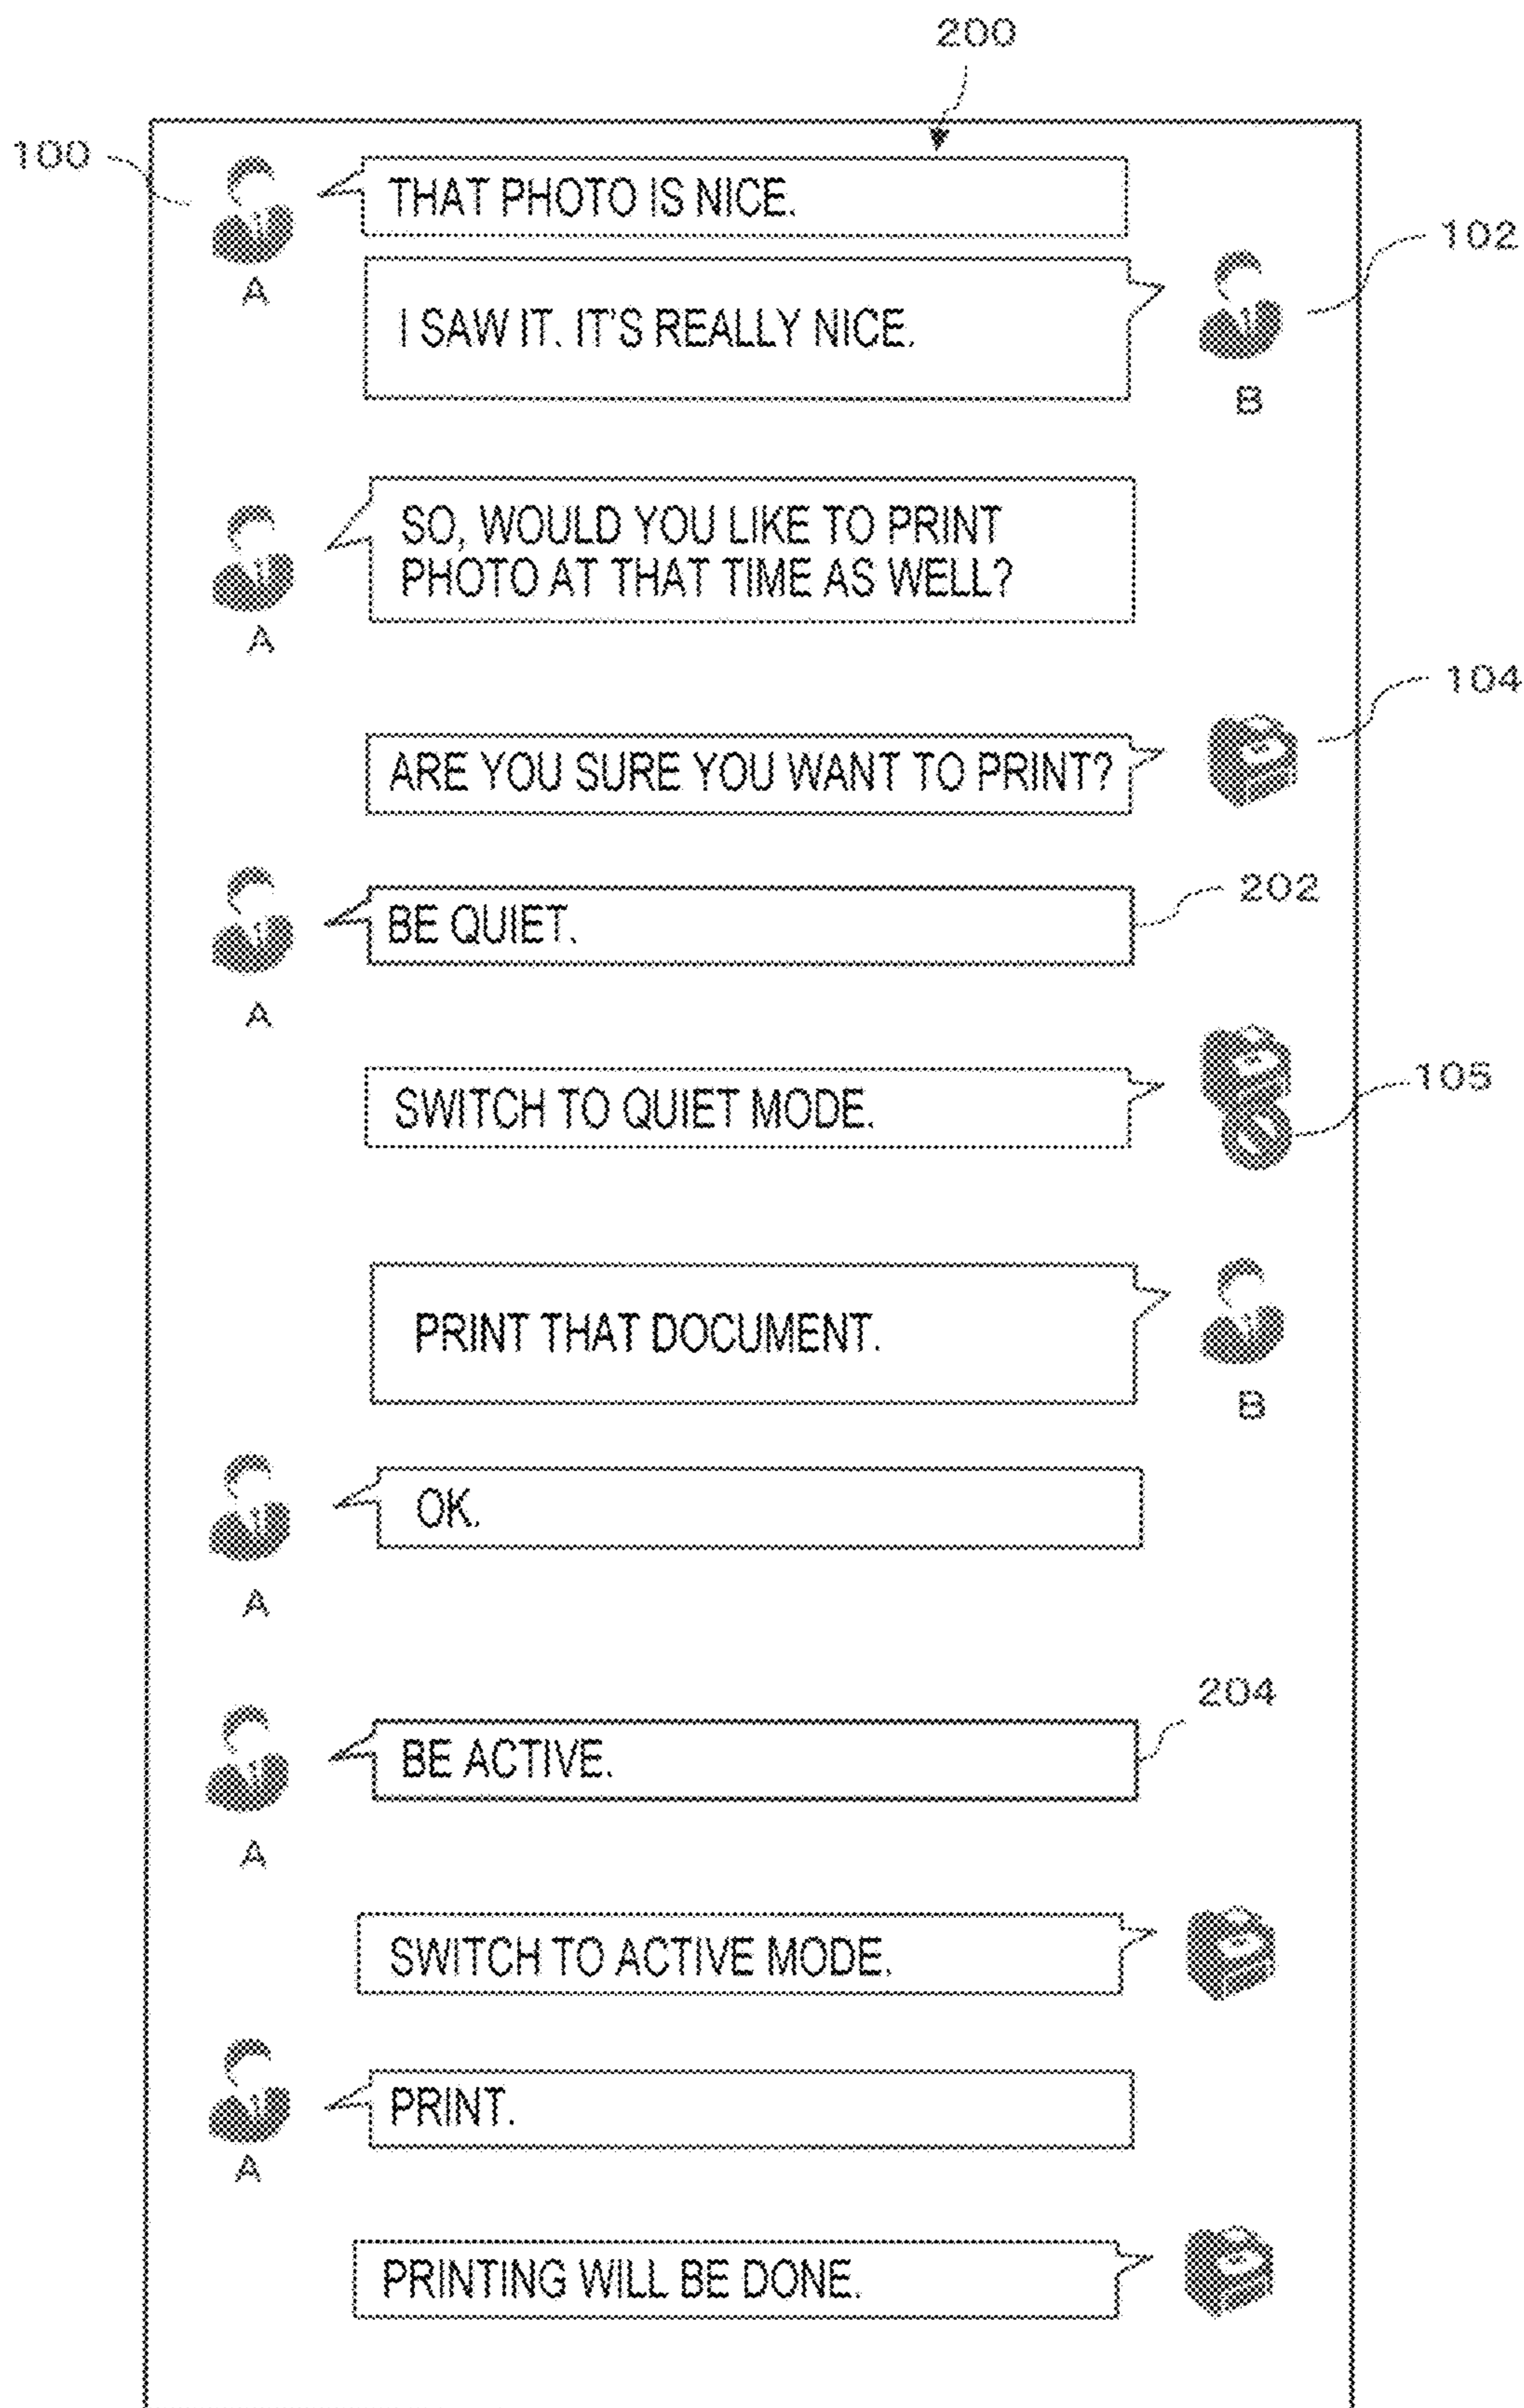 200
100
THAT PHOTO IS NICE.
A
102
I SAW IT. IT'S REALLY NICE.
B
SO, WOULD YOU LIKE TO PRINT
PHOTO AT THAT TIME AS WELL?
A
104
ARE YOU SURE YOU WANT TO PRINT?
202
BE QUIET.
A
105
SWITCH TO QUIET MODE.
PRINT THAT DOCUMENT.
B
OK.
A
204
BE ACTIVE.
A
SWITCH TO ACTIVE MODE.
PRINT.
A
PRINTING WILL BE DONE.